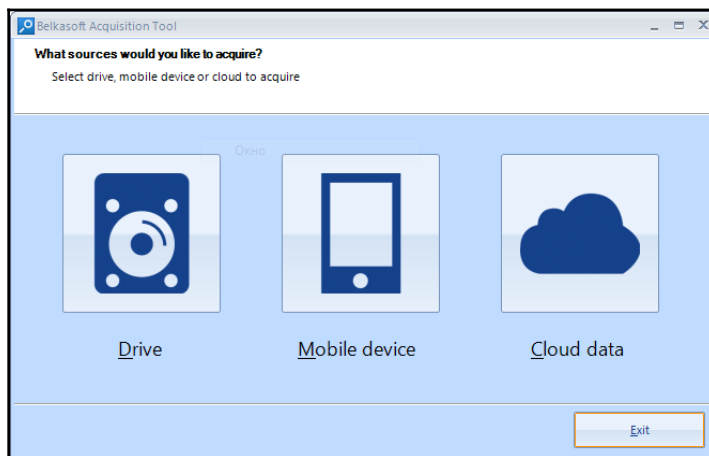 Belkasoft Acquisition Tool
What sources would you like to acquire?
Select drive, mobile device or cloud to acquire
Окно
Drive
Mobile device
Cloud data
Exit